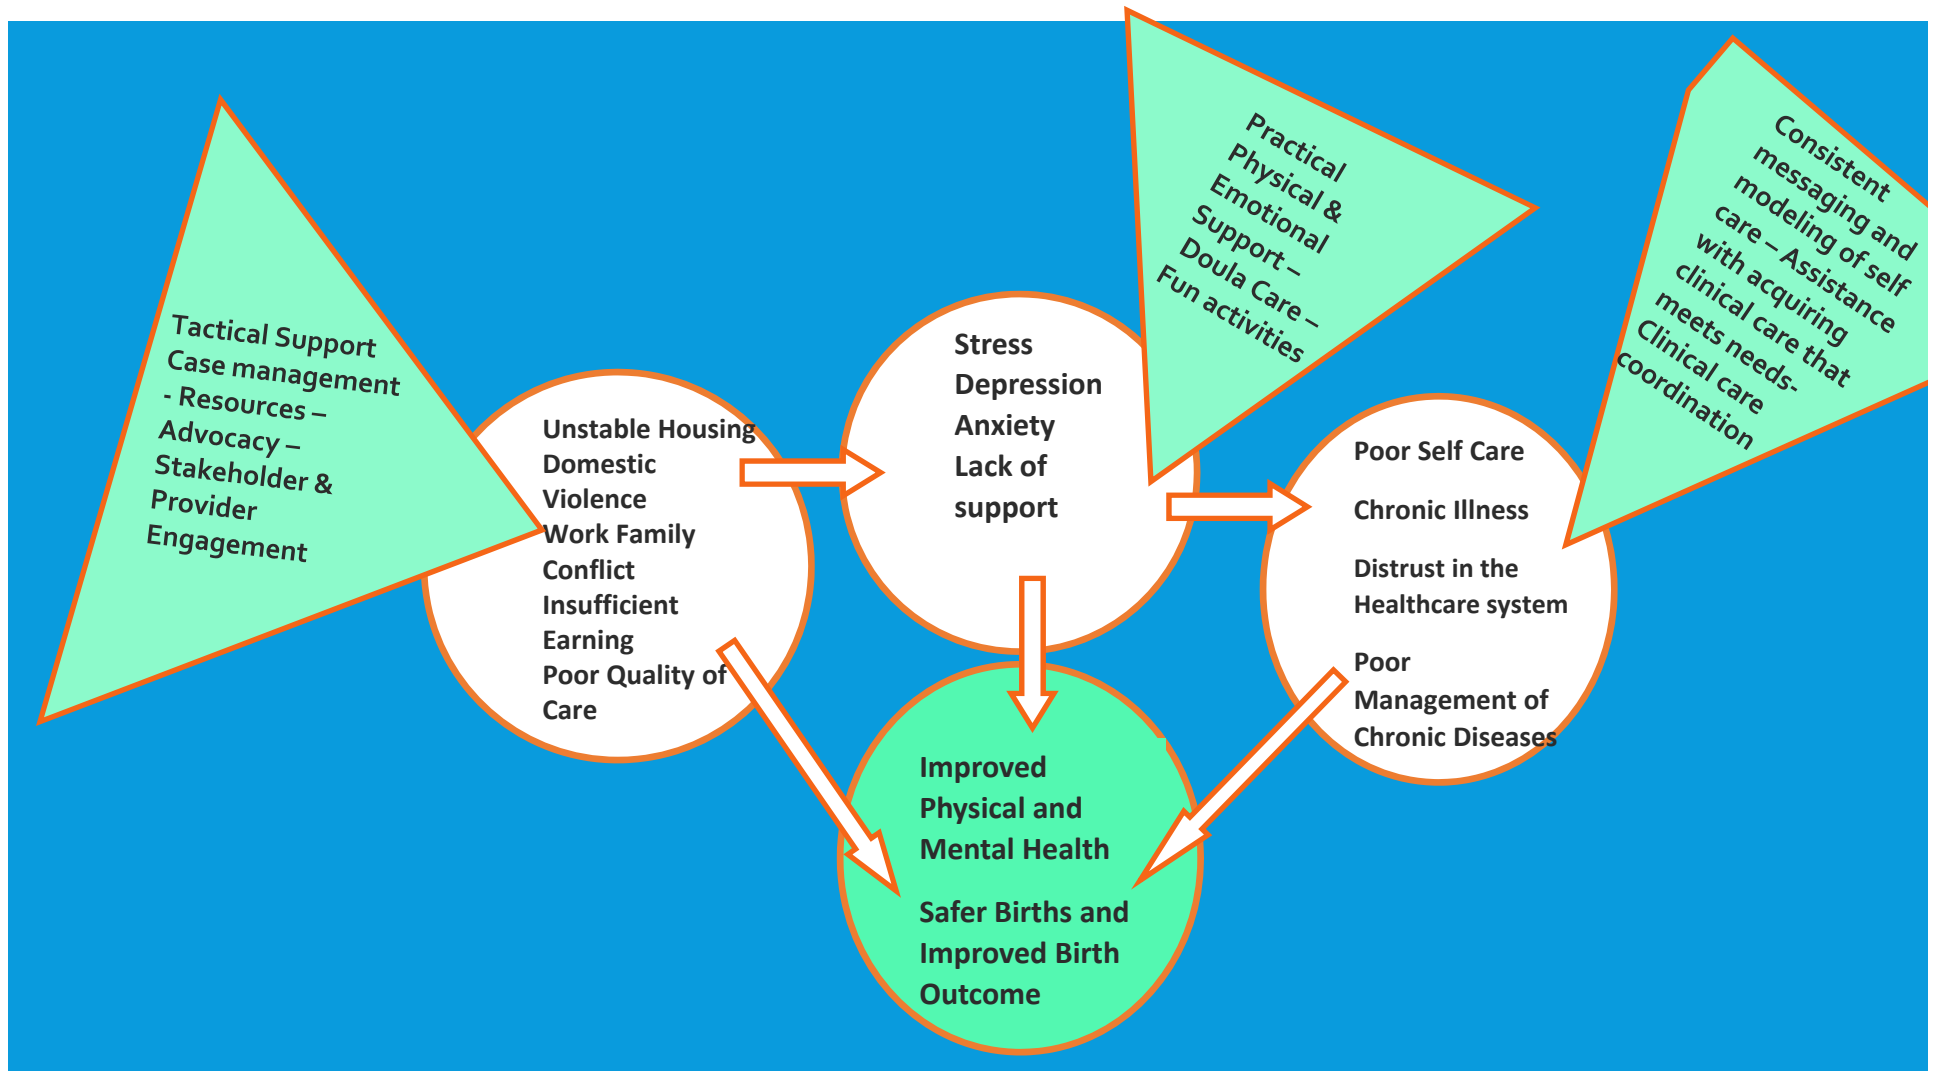 Tactical Support
Case management
- Resources –
Advocacy –
Stakeholder &
Provider
Engagement
Unstable Housing
Domestic
Violence
Work Family
Conflict
Insufficient
Earning
Poor Quality of
Care
Stress
Depression
Anxiety
Lack of
support
Practical
Physical &
Emotional
Support –
Doula Care –
Fun activities
Poor Self Care
Chronic Illness
Distrust in the
Healthcare system
Poor
Management of
Chronic Diseases
Consistent
messaging and
modeling of self
care – Assistance
with acquiring
clinical care that
meets needs-
Clinical care
coordination
Improved
Physical and
Mental Health
Safer Births and
Improved Birth
Outcome